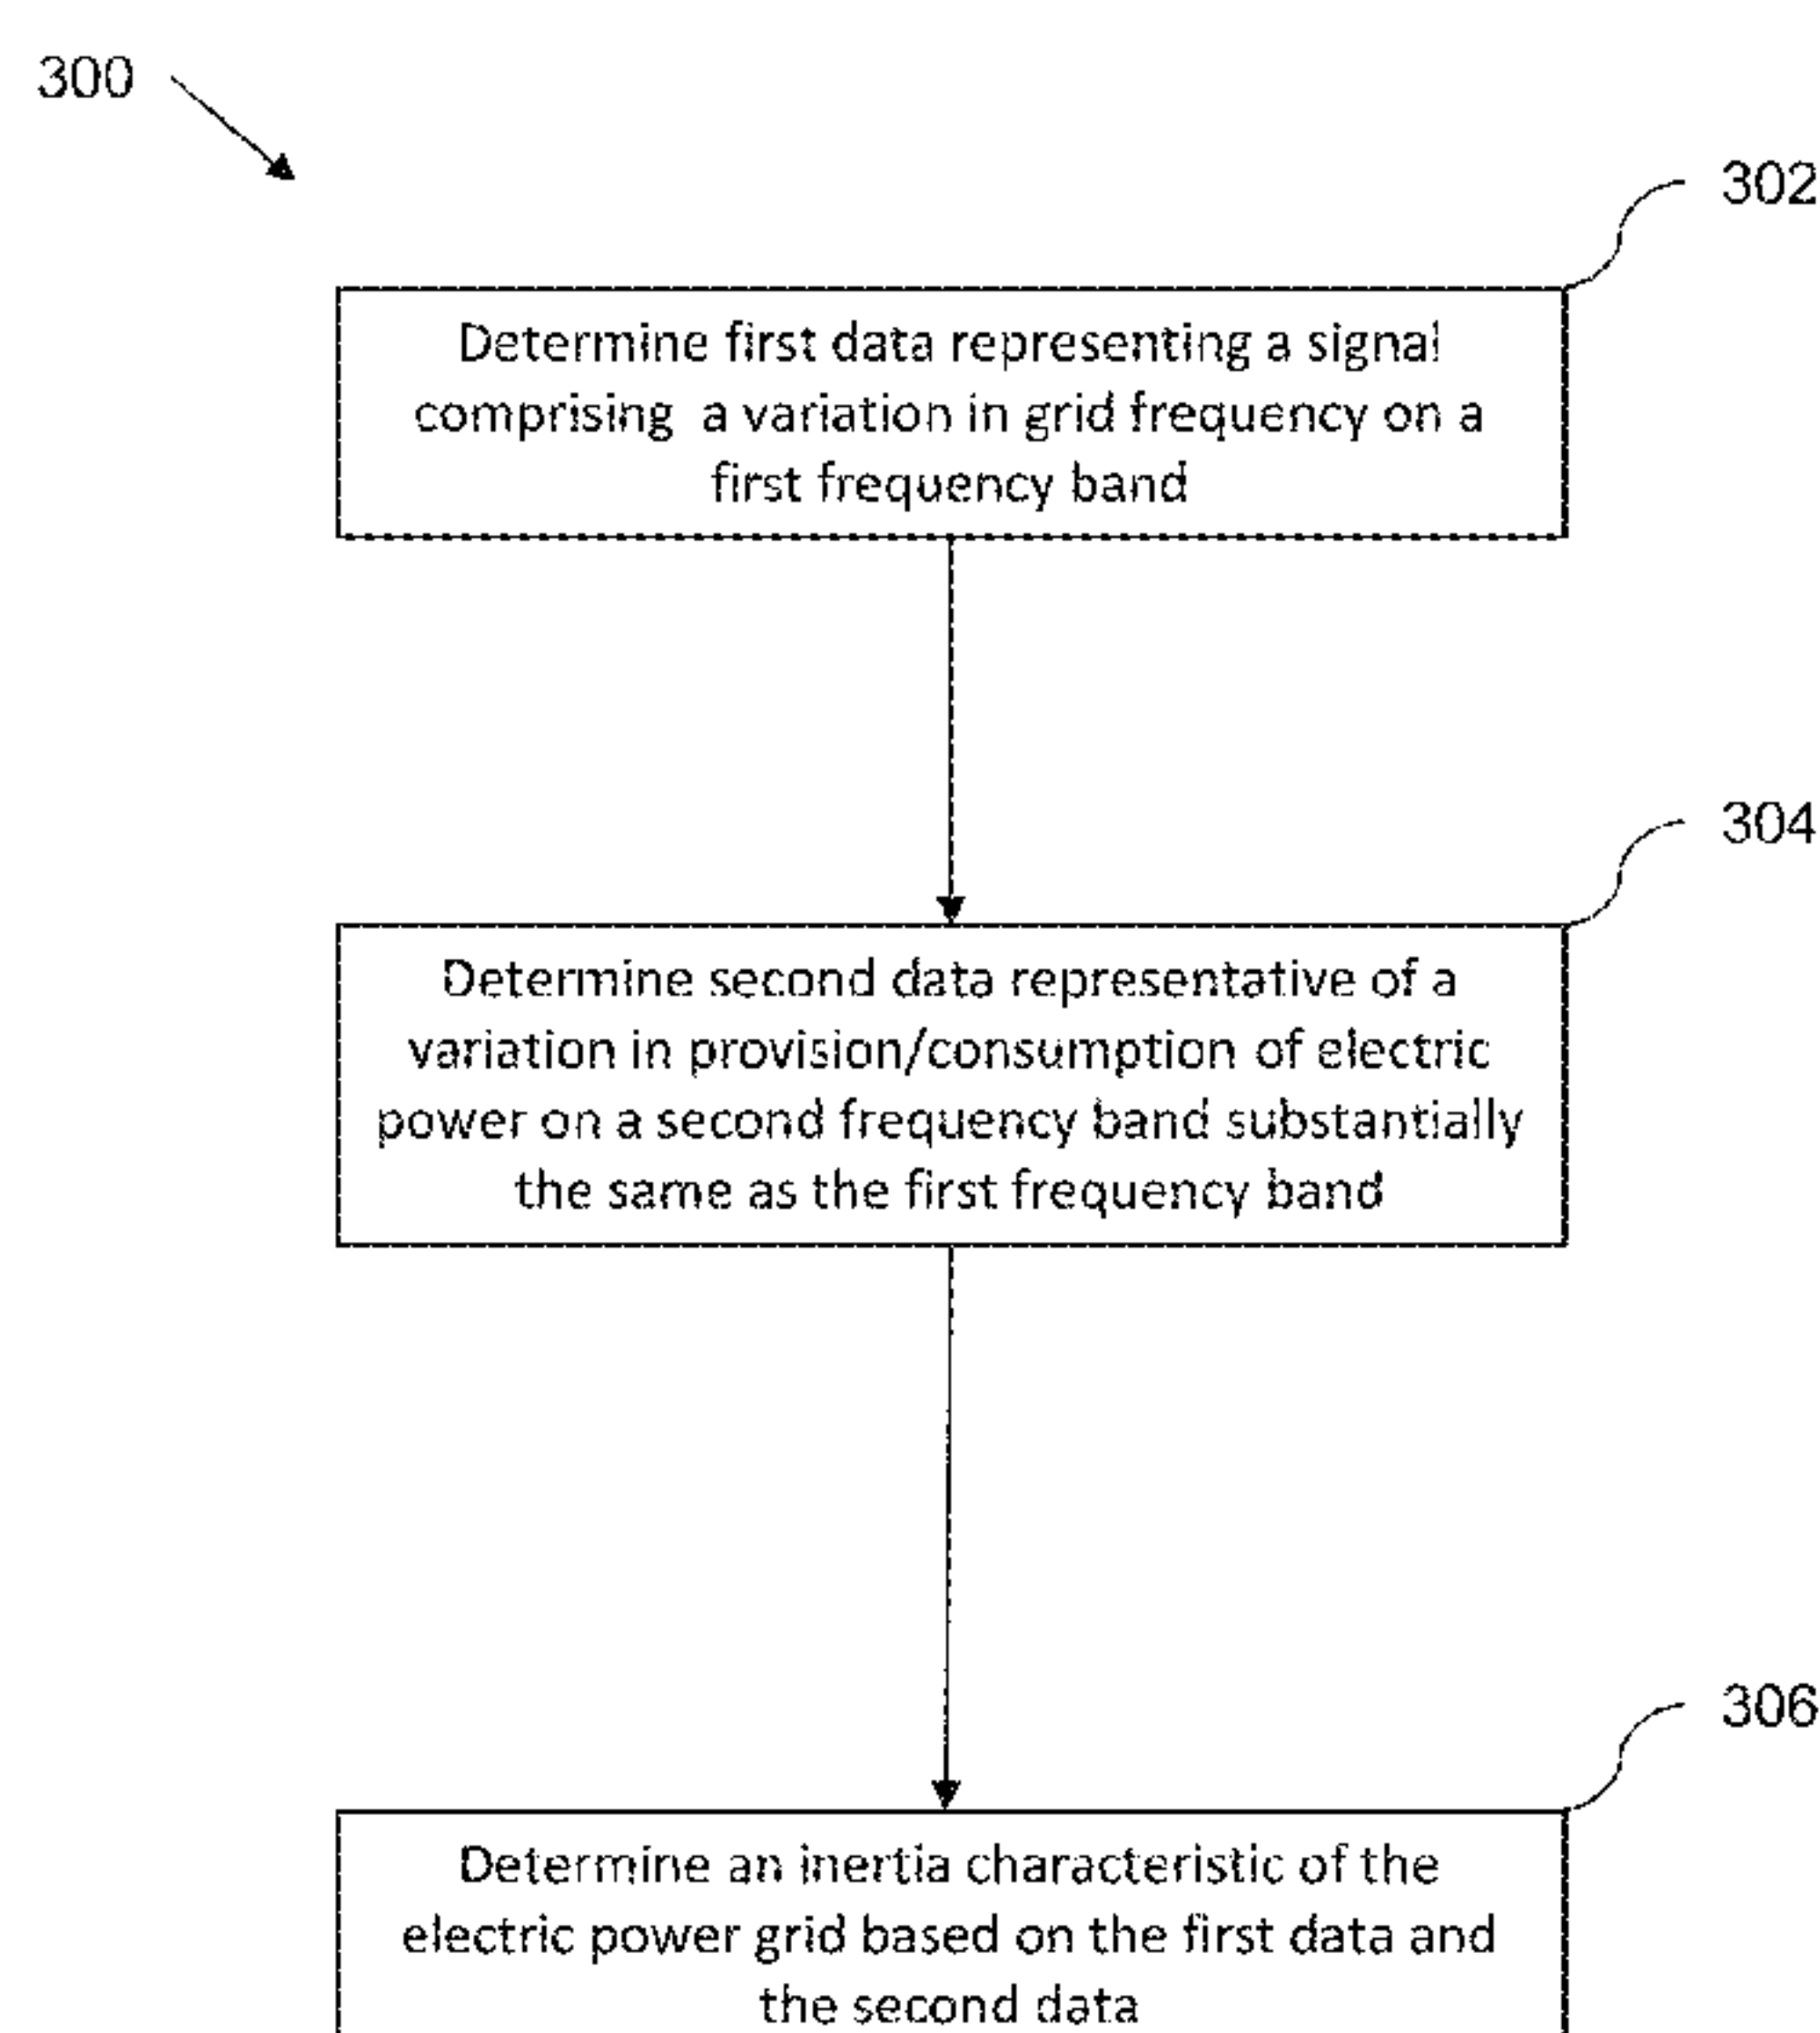 300
302
Determine first data representing a signal
comprising a variation in grid frequency on a
first frequency band
304
Determine second data representative of a
variation in provision/consumption of electric
power on a second frequency band substantially
the same as the first frequency band
306
Determine an inertia characteristic of the
electric power grid based on the first data and
the second data